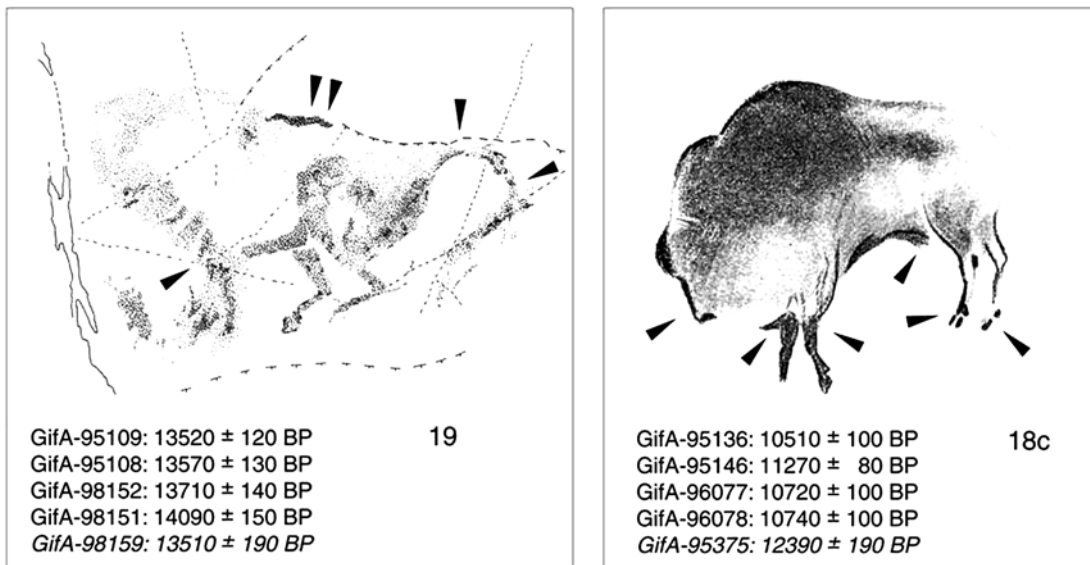 GifA-95109: 13520 ± 120 BP
19
GifA-95108: 13570 ± 130 BP
GifA-98152: 13710 ± 140 BP
GifA-98151: 14090 ± 150 BP
GifA-98159: 13510 ± 190 BP
GifA-95136: 10510 ± 100 BP
18c
GifA-95146: 11270 ± 80 BP
GifA-96077: 10720 ± 100 BP
GifA-96078: 10740 ± 100 BP
GifA-95375: 12390 ± 190 BP